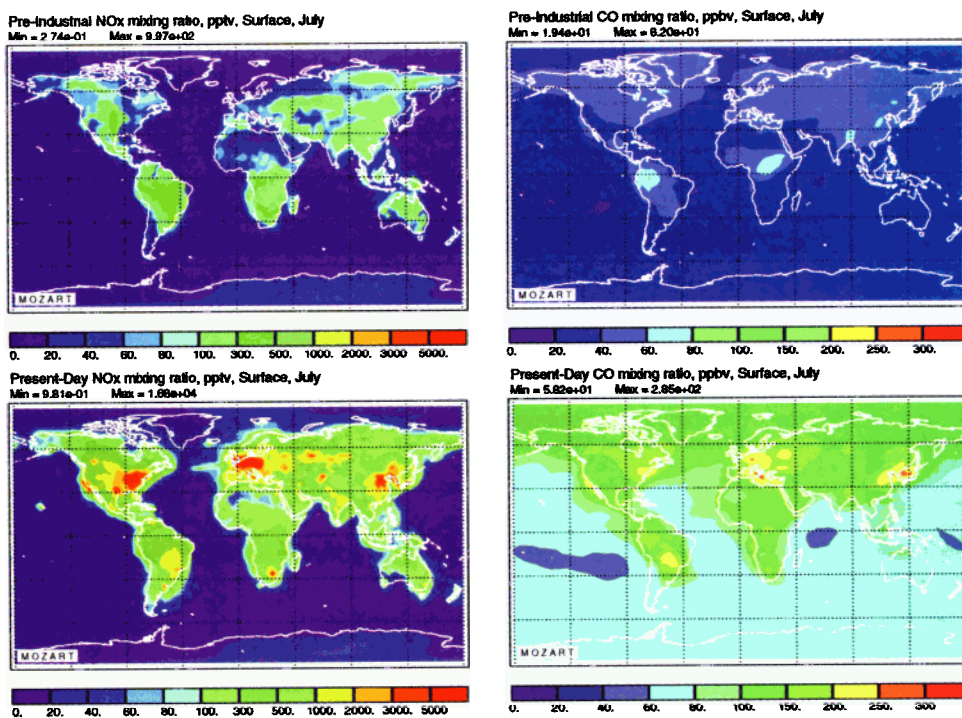 Pre-Industrial NOx mixing ratio, pptv, Surface, July
Min = 2.74e-01 Max = 9.97e+02
MOZART
0. 20. 40. 60. 80. 100. 300. 500. 1000. 2000. 3000. 5000.
Pre-Industrial CO mixing ratio, ppbv, Surface, July
Min = 1.94e+01 Max = 6.20e+01
MOZART
0. 20. 40. 60. 80. 100. 150. 200. 250. 300.
Present-Day NOx mixing ratio, pptv, Surface, July
Min = 9.81e-01 Max = 1.68e+04
MOZART
0. 20. 40. 60. 80. 100. 300. 500. 1000. 2000. 3000. 5000
Present-Day CO mixing ratio, ppbv, Surface, July
Min = 5.82e+01 Max = 2.85e+02
MOZART
0. 20. 40. 60. 80. 100. 150. 200. 250. 300.